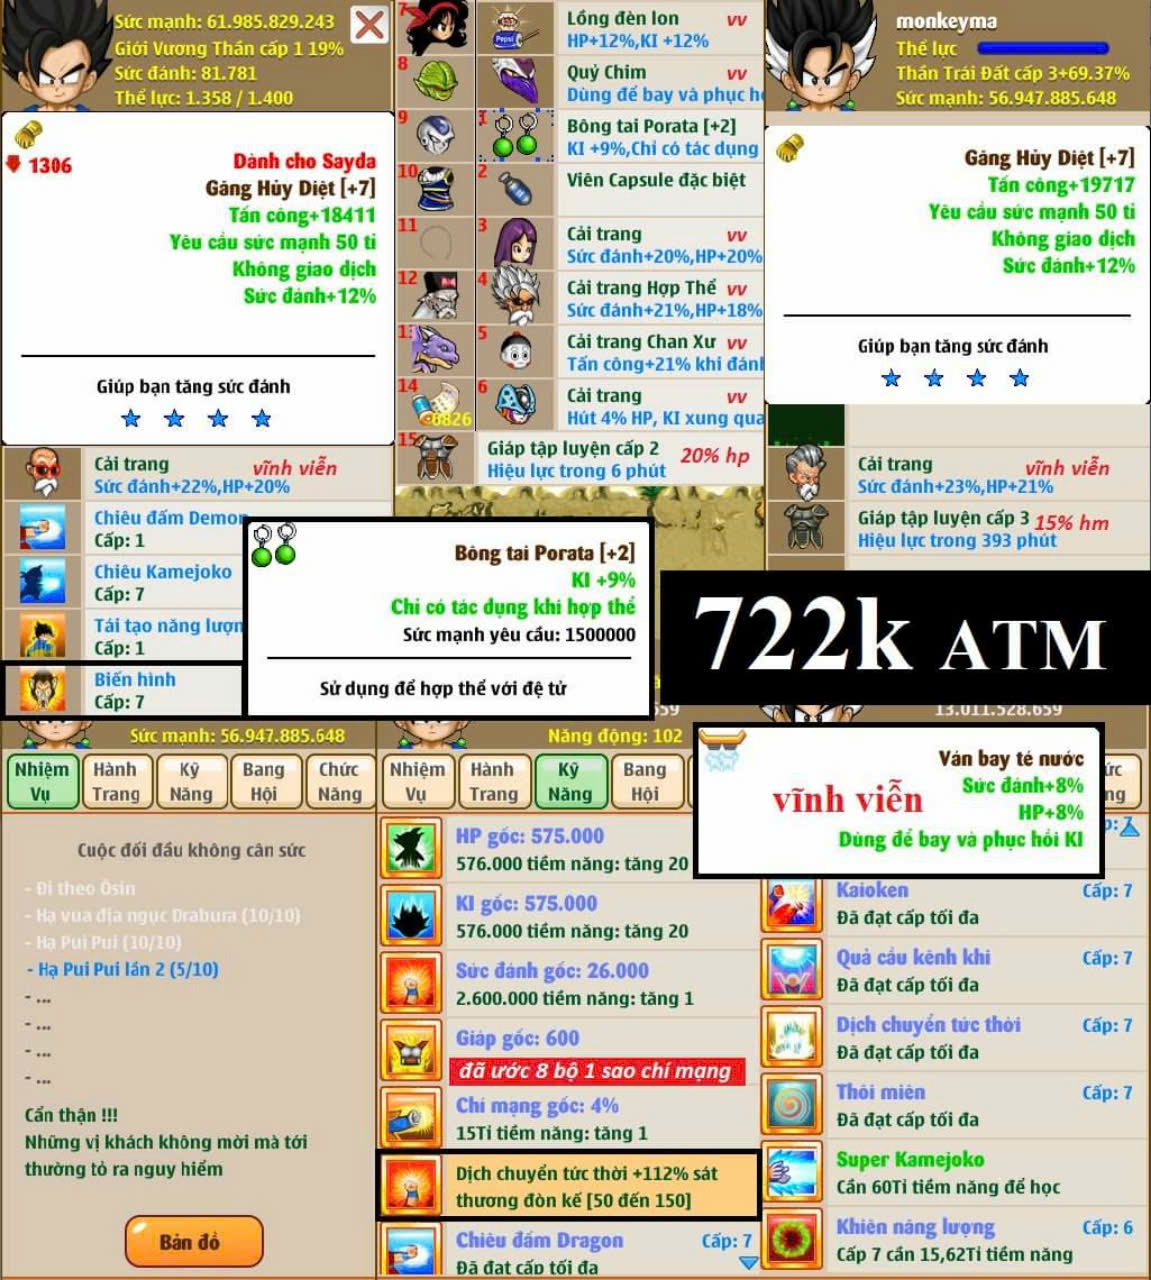 Sức mạnh: 61.985.829.243
Giới Vương Thần cấp 1 19%
Sức đánh: 81.781
Thể lực: 1.358 / 1.400
1306
Dành cho Sayda
Găng Hủy Diệt [+7]
Tấn công+18411
Yêu cầu sức mạnh 50 tỉ
Không giao dịch
Sức đánh+12%
Giúp bạn tăng sức đánh
Cải trang
vĩnh viễn
Sức đánh+22%,HP+20%
Chiêu đấm Demon
Cấp: 1
Chiêu Kamejoko
Cấp: 7
Tái tạo năng lượn
Cấp: 1
Biến hình
Cấp: 7
7
Lồng đèn lon
vv
HP+12%,KI +12%
8
Quỷ Chim
vv
Dùng để bay và phục h
9
1
Bông tai Porata [+2]
KI +9%,Chỉ có tác dụng
10
2
Viên Capsule đặc biệt
11
3
Cải trang
vv
Sức đánh+20%,HP+20%
12
4
Cải trang Hợp Thể
vv
Sức đánh+21%,HP+18%
5
Cải trang Chan Xư
vv
Tấn công+21% khi đán
14
6826
6
Cải trang
vv
Hút 4% HP, KI xung qua
15
Giáp tập luyện cấp 2
20% hp
Hiệu lực trong 6 phút
monkeyma
Thể lực
Thần Trái Đất cấp 3+69.37%
Sức mạnh: 56.947.885.648
Găng Hủy Diệt [+7]
Tấn công+19717
Yêu cầu sức mạnh 50 tỉ
Không giao dịch
Sức đánh+12%
Giúp bạn tăng sức đánh
Cải trang
vĩnh viễn
Sức đánh+23%,HP+21%
Giáp tập luyện cấp 3
15% hm
Hiệu lực trong 393 phút
Bông tai Porata [+2]
KI +9%
Chỉ có tác dụng khi hợp thể
Sức mạnh yêu cầu: 1500000
Sử dụng để hợp thể với đệ tử
722k ATM
Sức mạnh: 56.947.885.648
Nhiệm Vụ
Hành Trang
Kỹ Năng
Bang Hội
Chức Năng
Cuộc đối đầu không cân sức
- Đi theo Ôsin
- Hạ vua địa ngục Drabura (10/10)
- Hạ Pui Pui (10/10)
- Hạ Pui Pui lần 2 (5/10)
- ...
- ...
- ...
- ...
Cẩn thận !!!
Những vị khách không mời mà tới
thường tỏ ra nguy hiểm
Bản đồ
Năng động: 102
Nhiệm Vụ
Hành Trang
Kỹ Năng
Bang Hội
HP gốc: 575.000
576.000 tiềm năng: tăng 20
KI gốc: 575.000
576.000 tiềm năng: tăng 20
Sức đánh gốc: 26.000
2.600.000 tiềm năng: tăng 1
Giáp gốc: 600
đã ước 8 bộ 1 sao chí mạng
Chí mạng gốc: 4%
15Tỉ tiềm năng: tăng 1
Dịch chuyển tức thời +112% sát
thương đòn kế [50 đến 150]
Chiêu đấm Dragon
Cấp: 7
Đã đạt cấp tối đa
13.011.528.659
Ván bay té nước
vĩnh viễn
Sức đánh+8%
HP+8%
Dùng để bay và phục hồi KI
Kaioken
Cấp: 7
Đã đạt cấp tối đa
Quả cầu kênh khi
Cấp: 7
Đã đạt cấp tối đa
Dịch chuyển tức thời
Cấp: 7
Đã đạt cấp tối đa
Thôi miên
Cấp: 7
Đã đạt cấp tối đa
Super Kamejoko
Cần 60Tỉ tiềm năng để học
Khiên năng lượng
Cấp: 6
Cấp 7 cần 15,62Tỉ tiềm năng